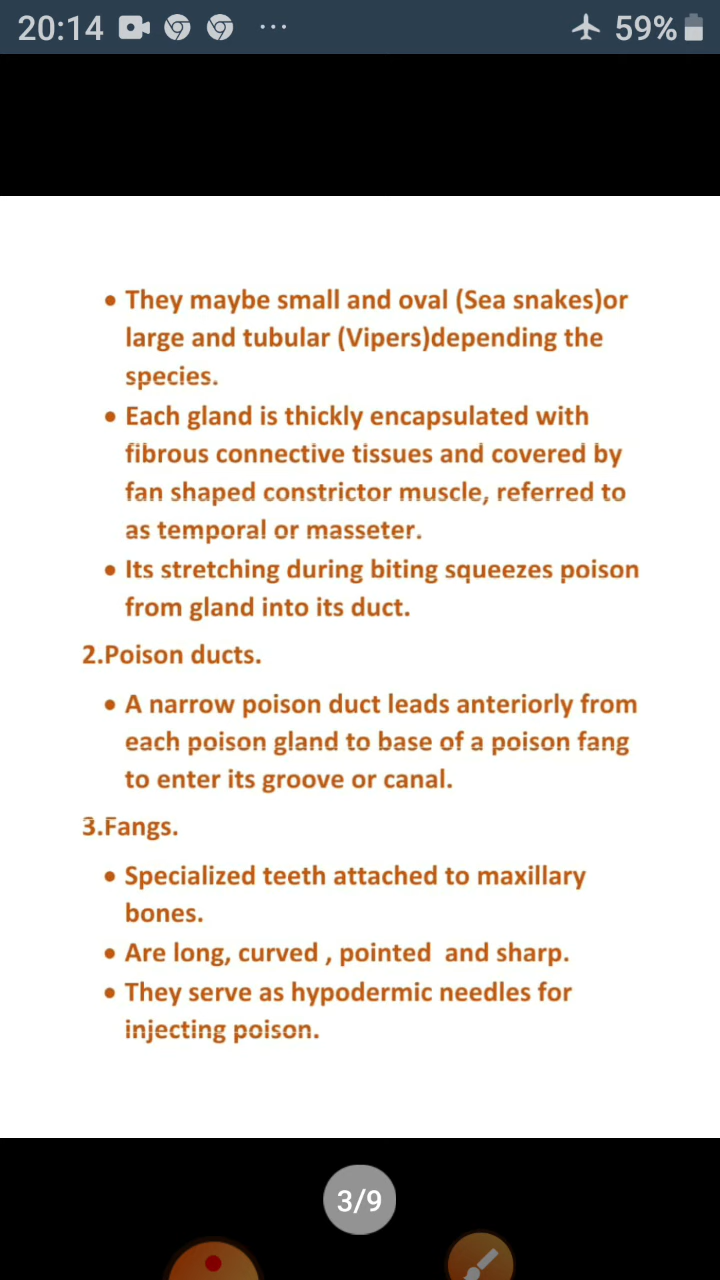 20:14 ... 59%
• They maybe small and oval (Sea snakes)or
large and tubular (Vipers)depending the
species.
• Each gland is thickly encapsulated with
fibrous connective tissues and covered by
fan shaped constrictor muscle, referred to
as temporal or masseter.
• Its stretching during biting squeezes poison
from gland into its duct.
2.Poison ducts.
• A narrow poison duct leads anteriorly from
each poison gland to base of a poison fang
to enter its groove or canal.
3.Fangs.
• Specialized teeth attached to maxillary
bones.
• Are long, curved , pointed  and sharp.
• They serve as hypodermic needles for
injecting poison.
3/9